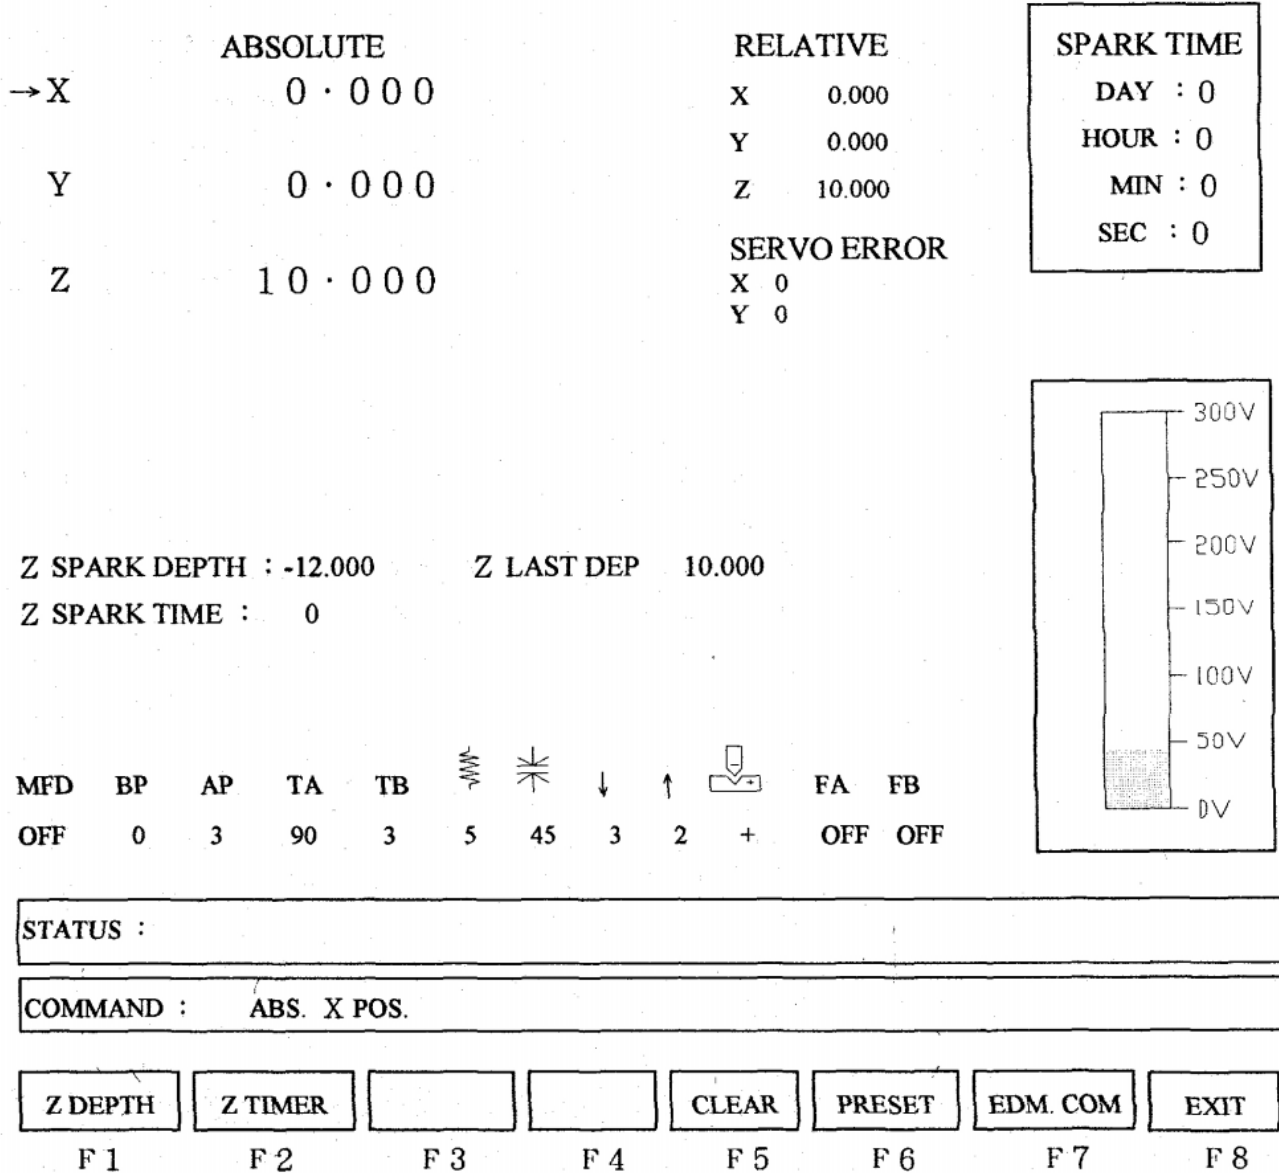 ABSOLUTE
→X 0·000
Y 0·000
Z 10·000
RELATIVE
X 0.000
Y 0.000
Z 10.000
SERVO ERROR
X 0
Y 0
SPARK TIME
DAY : 0
HOUR : 0
MIN : 0
SEC : 0
300V
250V
200V
150V
100V
50V
0V
Z SPARK DEPTH : -12.000 Z LAST DEP 10.000
Z SPARK TIME : 0
MFD BP AP TA TB ↓ ↑ - + FA FB
OFF 0 3 90 3 5 45 3 2 + OFF OFF
STATUS :
COMMAND : ABS. X POS.
Z DEPTH Z TIMER CLEAR PRESET EDM. COM EXIT
F1 F2 F3 F4 F5 F6 F7 F8